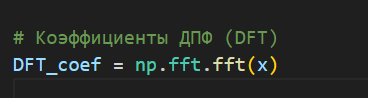 # Коэффициенты ДПФ (DFT)
DFT_coef = np.fft.fft(x)